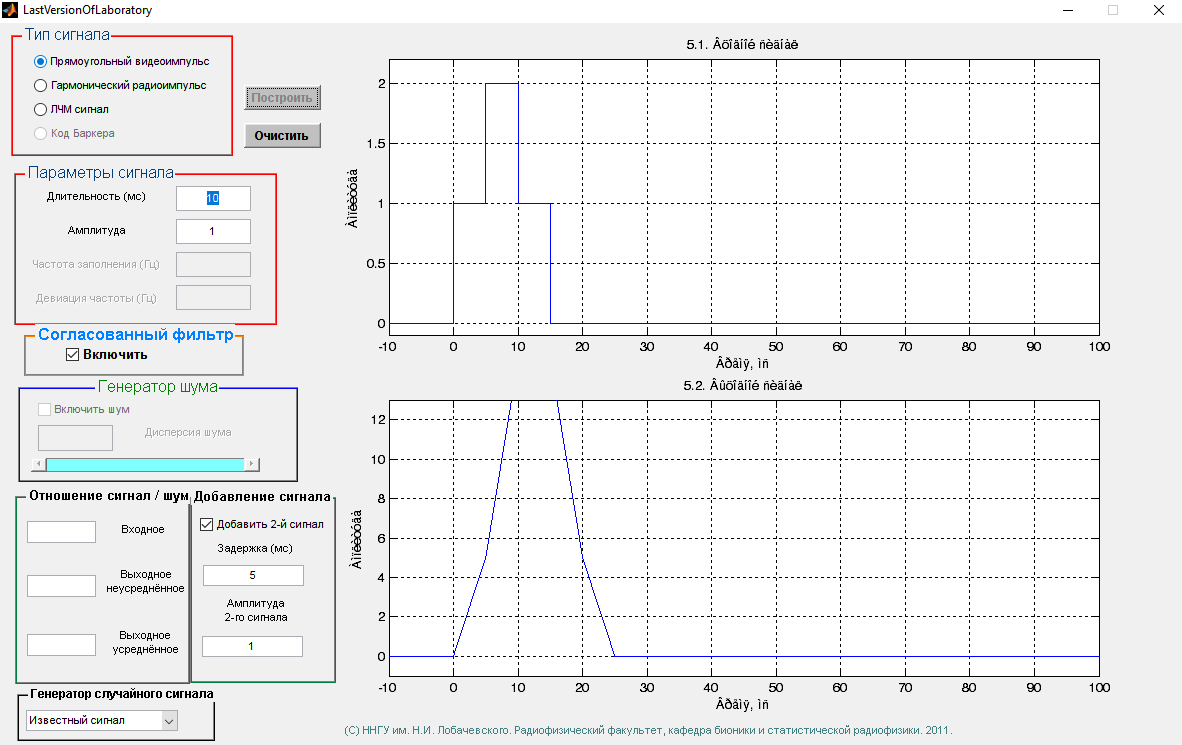 LastVersionOfLaboratory
Тип сигнала
Прямоугольный видеоимпульс
Гармонический радиоимпульс
ЛЧМ сигнал
Код Баркера
Построить
Очистить
Параметры сигнала
Длительность (мс)
10
Амплитуда
1
Частота заполнения (Гц)
Девиация частоты (Гц)
Согласованный фильтр
Включить
Генератор шума
Включить шум
Дисперсия шума
Отношение сигнал / шум
Входное
Выходное
неусреднённое
Выходное
усреднённое
Добавление сигнала
Добавить 2-й сигнал
Задержка (мс)
5
Амплитуда
2-го сигнала
1
Генератор случайного сигнала
Известный сигнал
5.1. Âõîäíîé ñèãíàë
Àìïëèòóäà
2
1.5
1
0.5
0
-10 0 10 20 30 40 50 60 70 80 90 100
Âðåìÿ, ìñ
5.2. Âûõîäíîé ñèãíàë
Àìïëèòóäà
12
10
8
6
4
2
0
-10 0 10 20 30 40 50 60 70 80 90 100
Âðåìÿ, ìñ
(C) ННГУ им. Н.И. Лобачевского. Радиофизический факультет, кафедра бионики и статистической радиофизики. 2011.